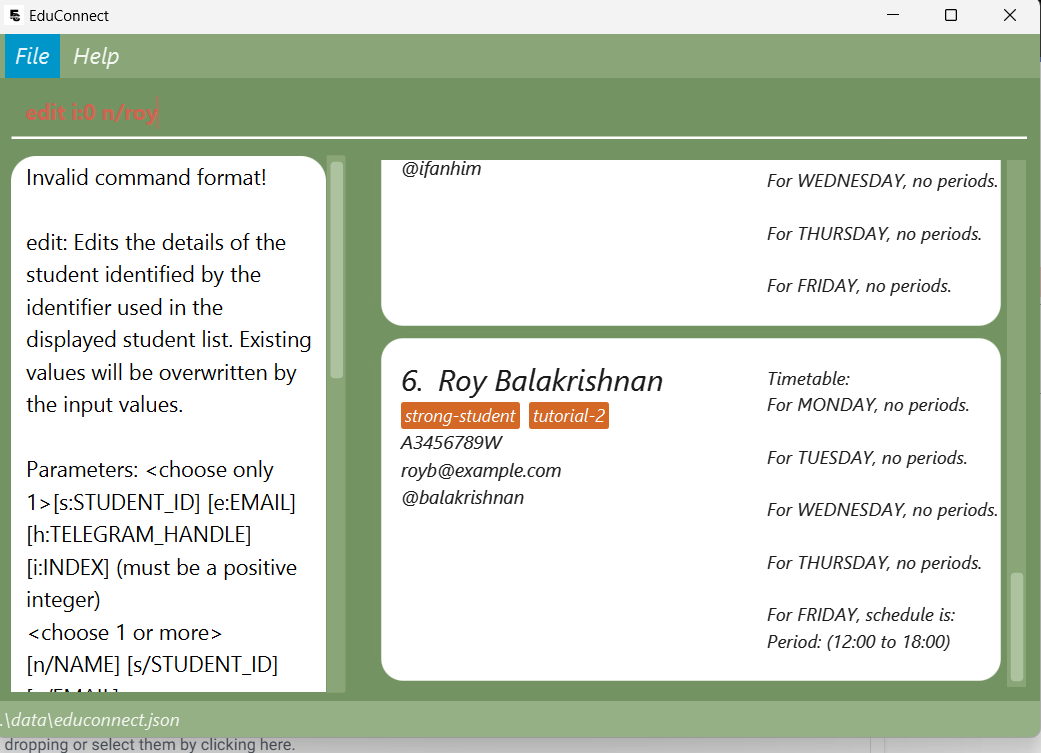 EduConnect
File Help
edit i:0 n/roy
Invalid command format!
edit: Edits the details of the
student identified by the
identifier used in the
displayed student list. Existing
values will be overwritten by
the input values.
Parameters: <choose only
1>[s:STUDENT_ID] [e:EMAIL]
[h:TELEGRAM_HANDLE]
[i:INDEX] (must be a positive
integer)
<choose 1 or more>
[n/NAME] [s/STUDENT_ID]
@ifanhim
For WEDNESDAY, no periods.
For THURSDAY, no periods.
For FRIDAY, no periods.
6. Roy Balakrishnan
strong-student tutorial-2
A3456789W
royb@example.com
@balakrishnan
Timetable:
For MONDAY, no periods.
For TUESDAY, no periods.
For WEDNESDAY, no periods.
For THURSDAY, no periods.
For FRIDAY, schedule is:
Period: (12:00 to 18:00)
.\data\educonnect.json
dropping or select them by clicking here.